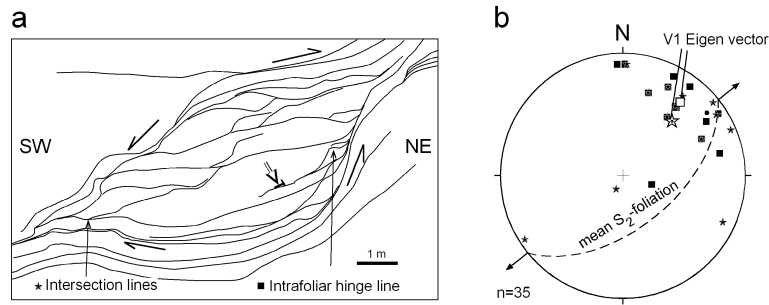 a
SW
NE
1 m
★ Intersection lines
■ Intrafoliar hinge line
b
N
V1 Eigen vector
mean S₂-foliation
n=35